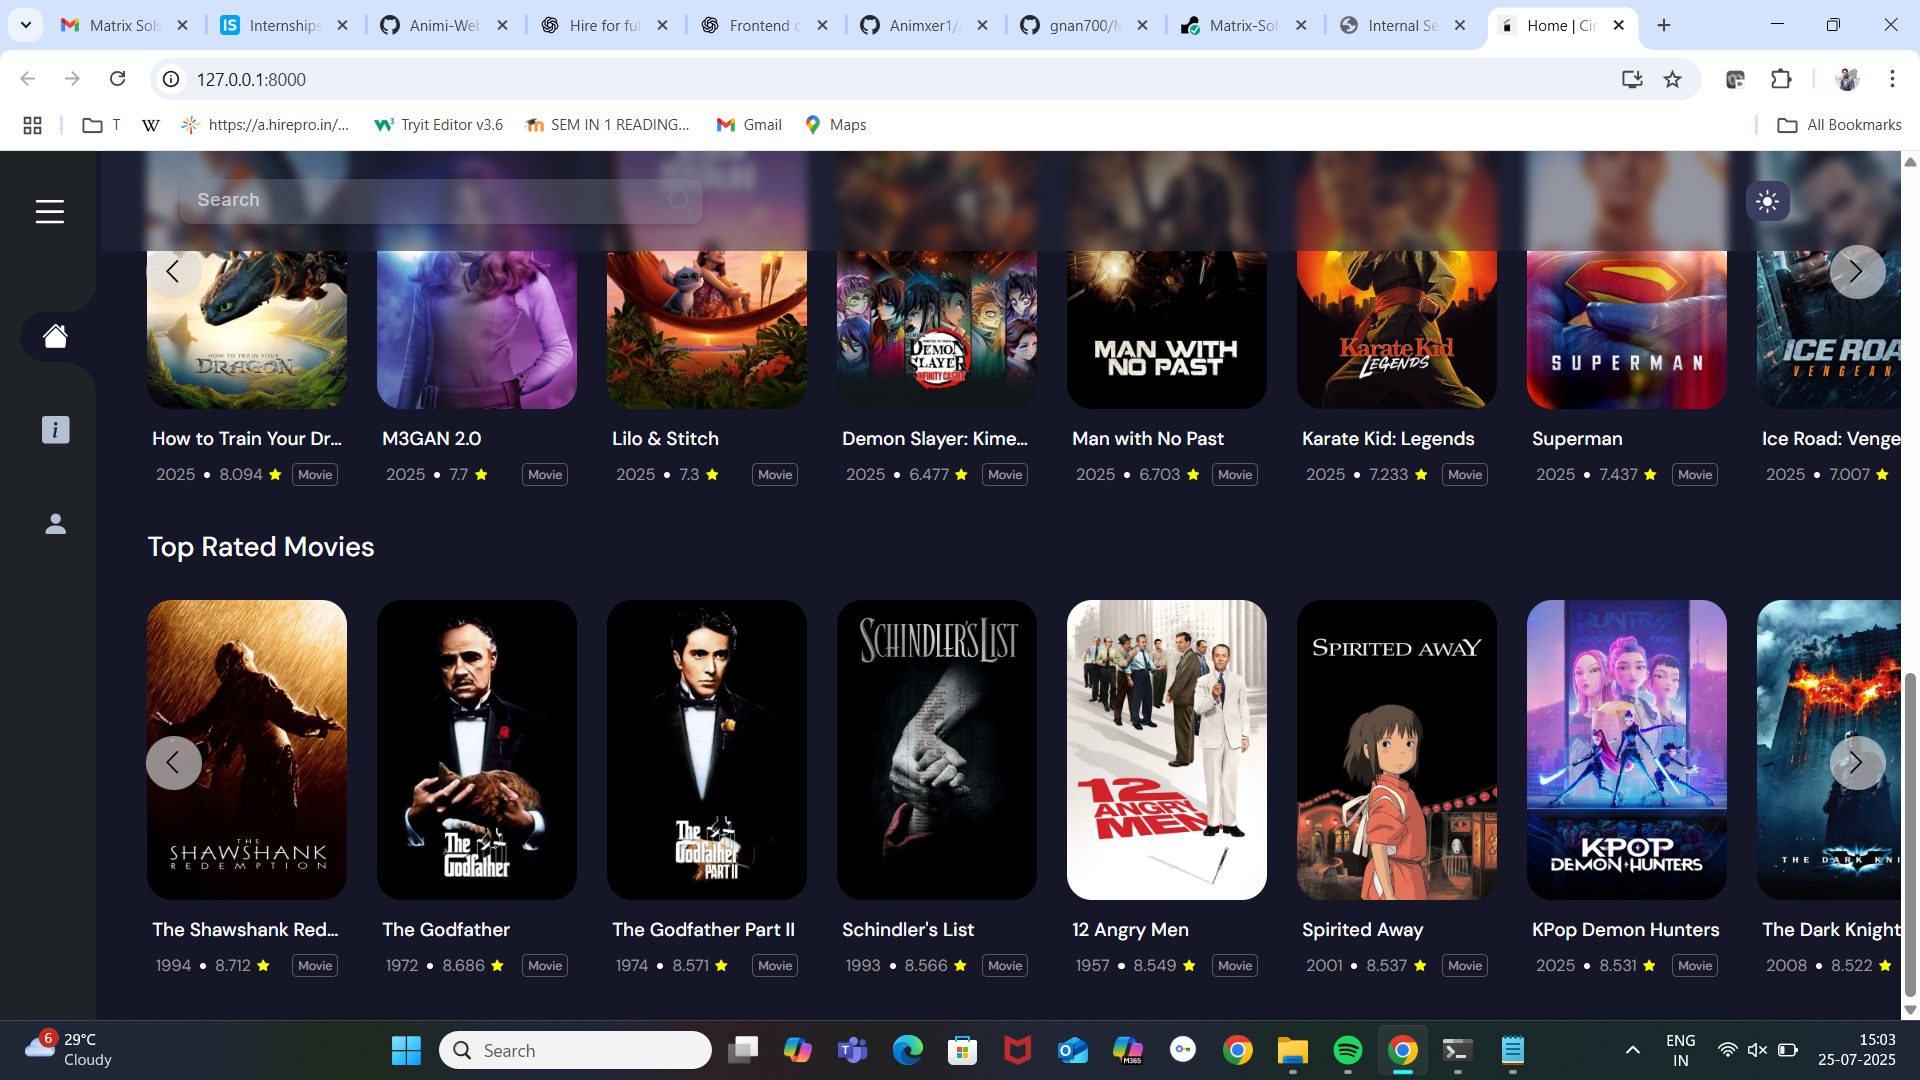 Matrix Sols
Internships
Animi-Web
Hire for ful
Frontend
Animxer1/
gnan700/
Matrix-Sol
Internal Se
Home | Cin
127.0.0.1:8000
T
https://a.hirepro.in/...
Tryit Editor v3.6
SEM IN 1 READING...
Gmail
Maps
All Bookmarks
Search
HOW TO TRAIN YOUR
DRAGON
DEMON
SLAYER
INFINITY CASTLE
MAN WITH
NO PAST
Karate Kid
LEGENDS
SUPERMAN
ICE ROA
VENGEAN
How to Train Your Dr...
M3GAN 2.0
Lilo & Stitch
Demon Slayer: Kime...
Man with No Past
Karate Kid: Legends
Superman
Ice Road: Venge
2025 • 8.094 Movie
2025 • 7.7 Movie
2025 • 7.3 Movie
2025 • 6.477 Movie
2025 • 6.703 Movie
2025 • 7.233 Movie
2025 • 7.437 Movie
2025 • 7.007
Top Rated Movies
THE
SHAWSHANK
REDEMPTION
The
Godfather
The
Godfather
PART II
SCHINDLER'S LIST
12
ANGRY
MEN
SPIRITED AWAY
HUNTR/X
KPOP
DEMON HUNTERS
THE DARK KNI
The Shawshank Red...
The Godfather
The Godfather Part II
Schindler's List
12 Angry Men
Spirited Away
KPop Demon Hunters
The Dark Knight
1994 • 8.712 Movie
1972 • 8.686 Movie
1974 • 8.571 Movie
1993 • 8.566 Movie
1957 • 8.549 Movie
2001 • 8.537 Movie
2025 • 8.531 Movie
2008 • 8.522
6
29°C
Cloudy
Search
M365
ENG
IN
15:03
25-07-2025